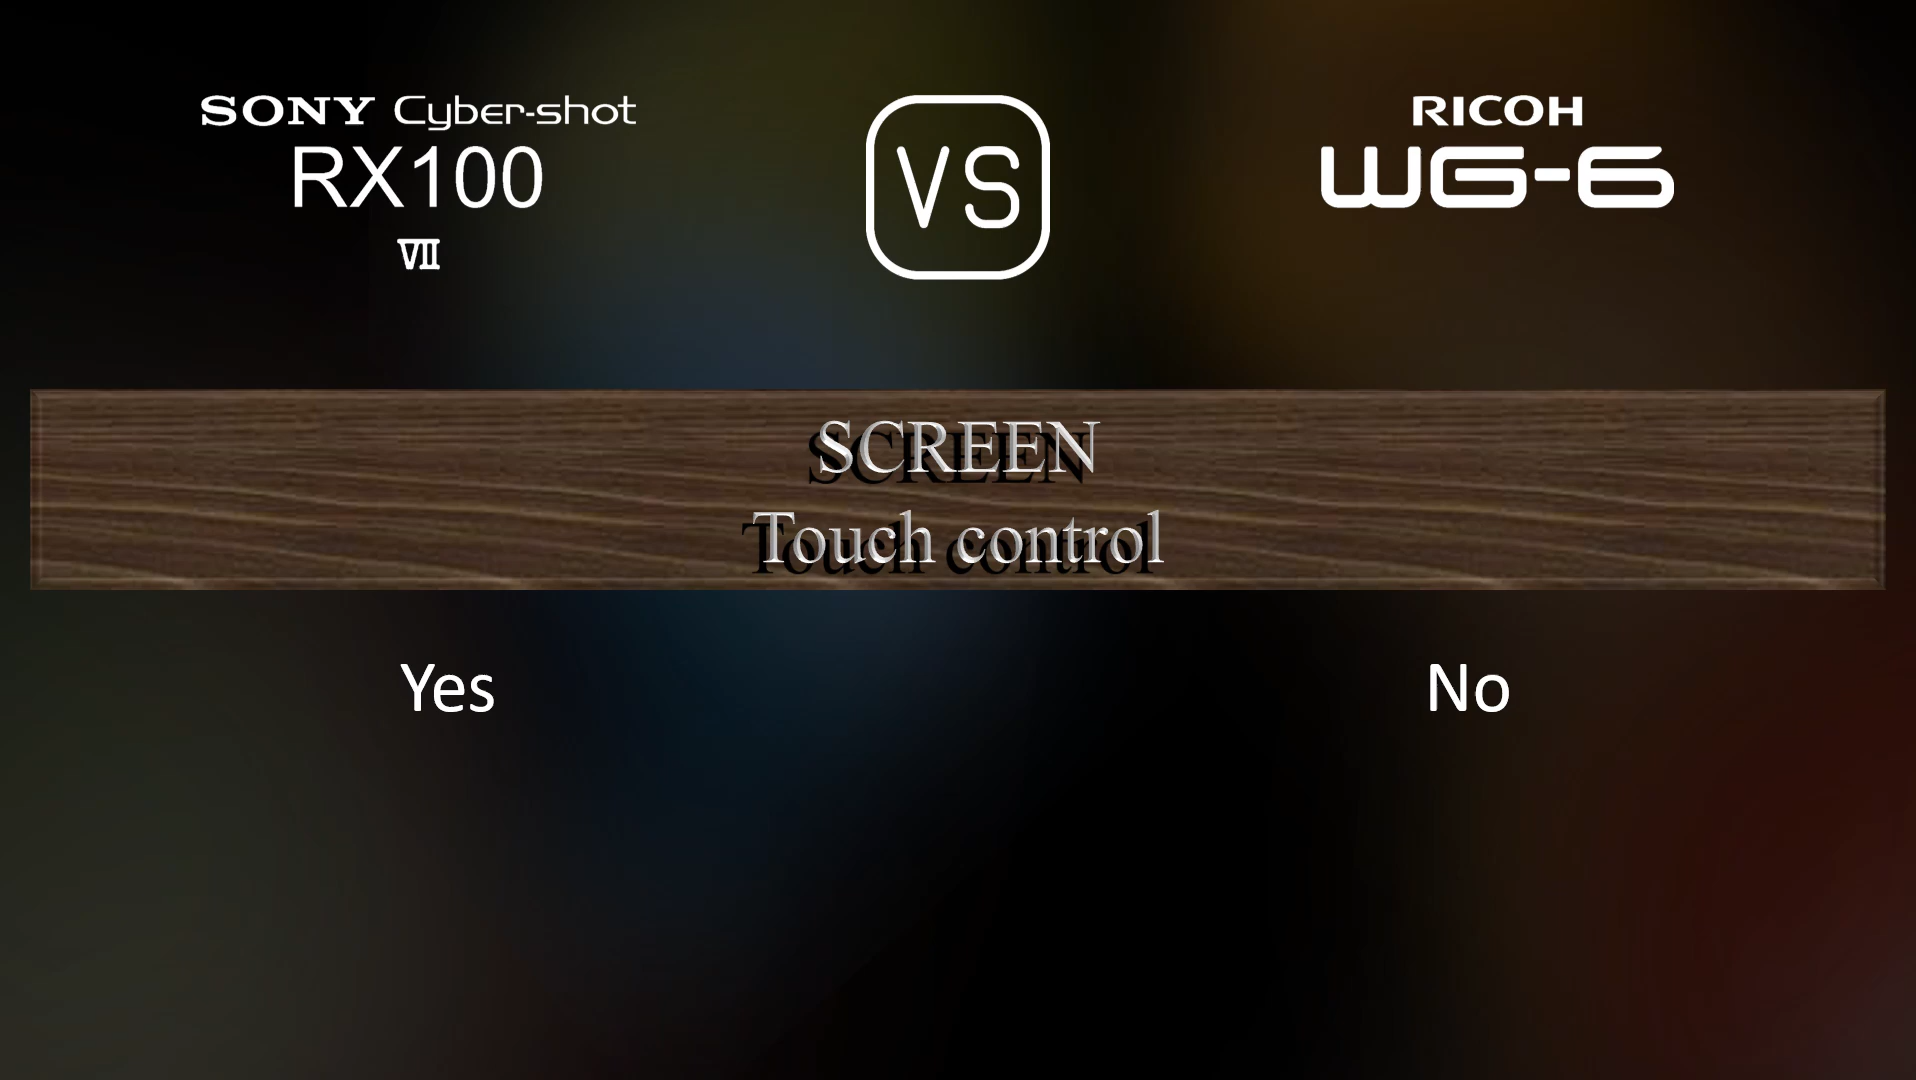 SONY Cyber-shot
RX100
VII
VS
RICOH
WG-6
SCREEN
Touch control
Yes
No